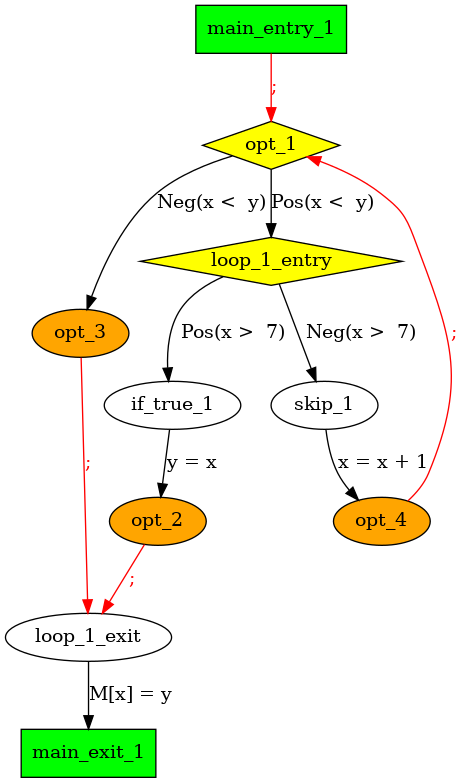 main_entry_1
;
opt_1
Neg(x <  y)
Pos(x <  y)
loop_1_entry
opt_3
Pos(x >  7)
Neg(x >  7)
;
if_true_1
skip_1
;
y = x
x = x + 1
opt_2
opt_4
;
loop_1_exit
M[x] = y
main_exit_1